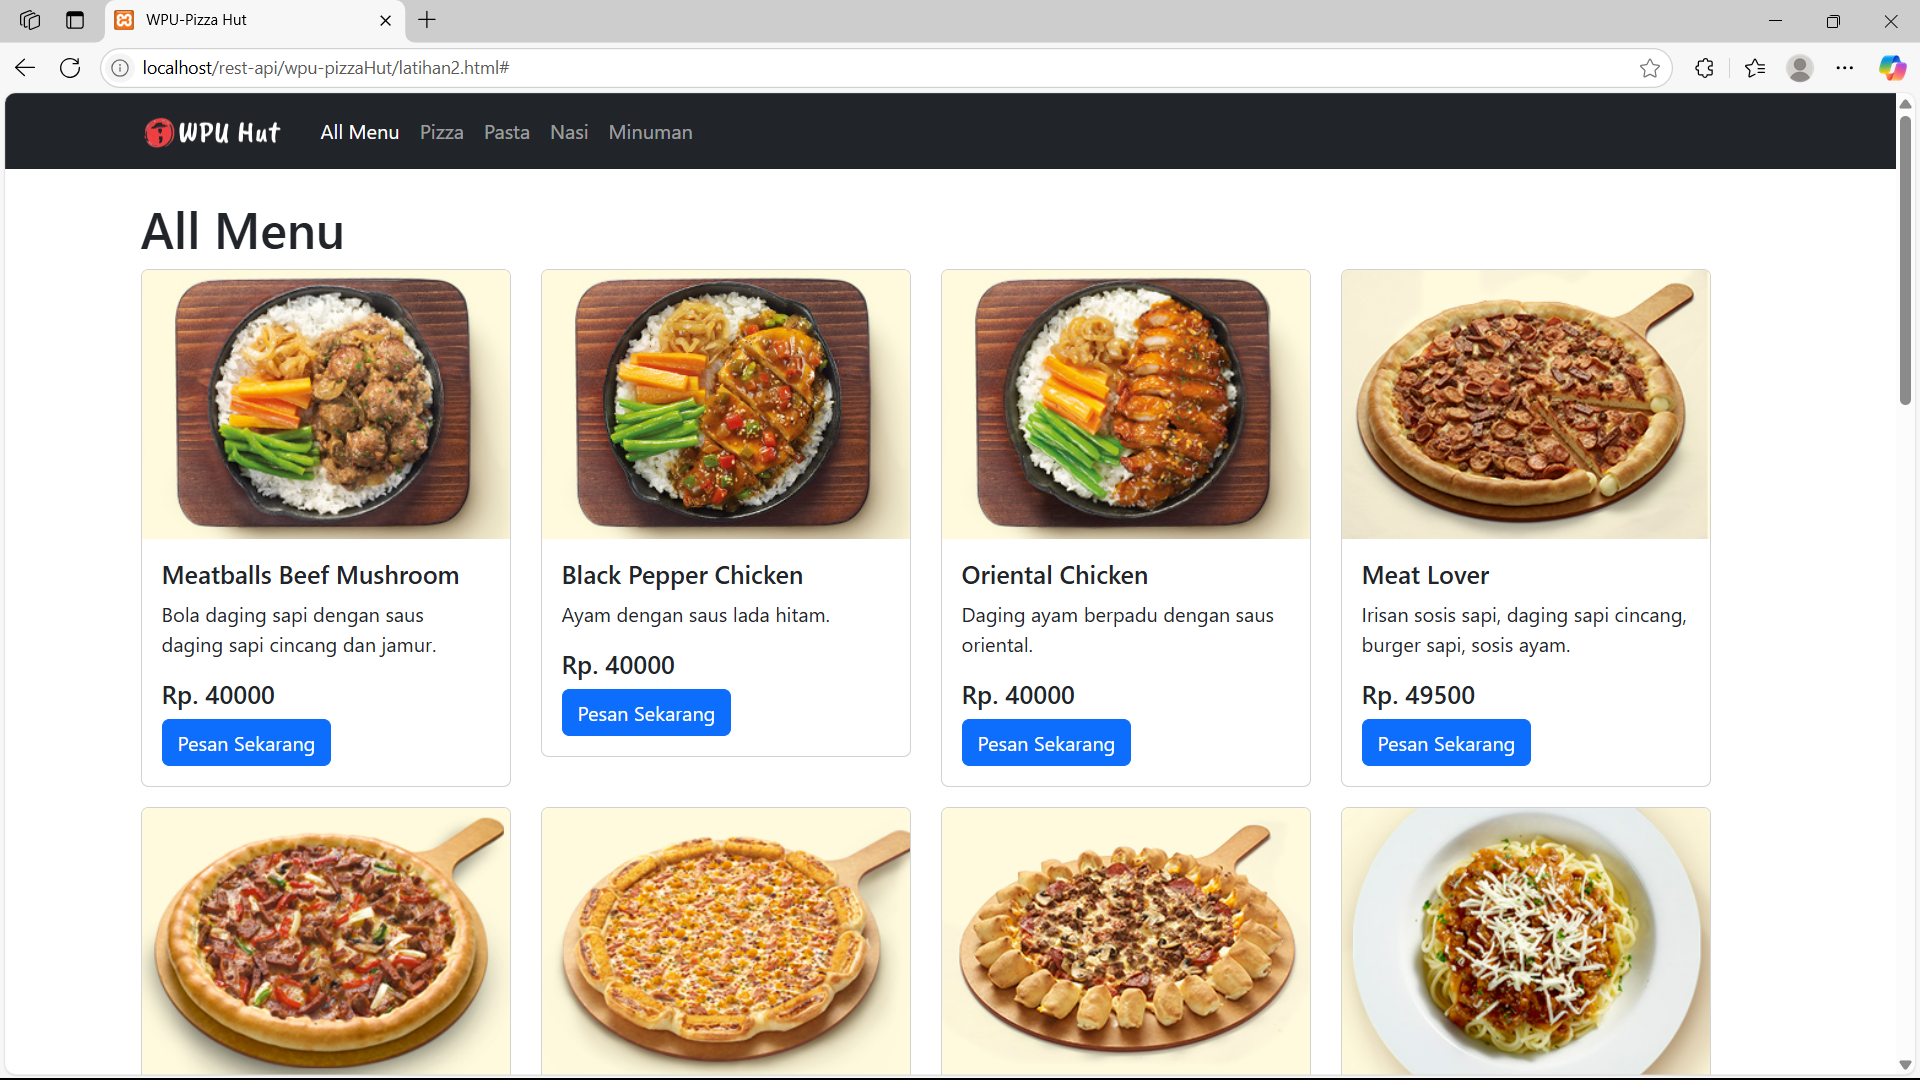 WPU-Pizza Hut
localhost/rest-api/wpu-pizzaHut/latihan2.html#
WPU Hut
All Menu
Pizza
Pasta
Nasi
Minuman
All Menu
Meatballs Beef Mushroom
Bola daging sapi dengan saus
daging sapi cincang dan jamur.
Rp. 40000
Pesan Sekarang
Black Pepper Chicken
Ayam dengan saus lada hitam.
Rp. 40000
Pesan Sekarang
Oriental Chicken
Daging ayam berpadu dengan saus
oriental.
Rp. 40000
Pesan Sekarang
Meat Lover
Irisan sosis sapi, daging sapi cincang,
burger sapi, sosis ayam.
Rp. 49500
Pesan Sekarang